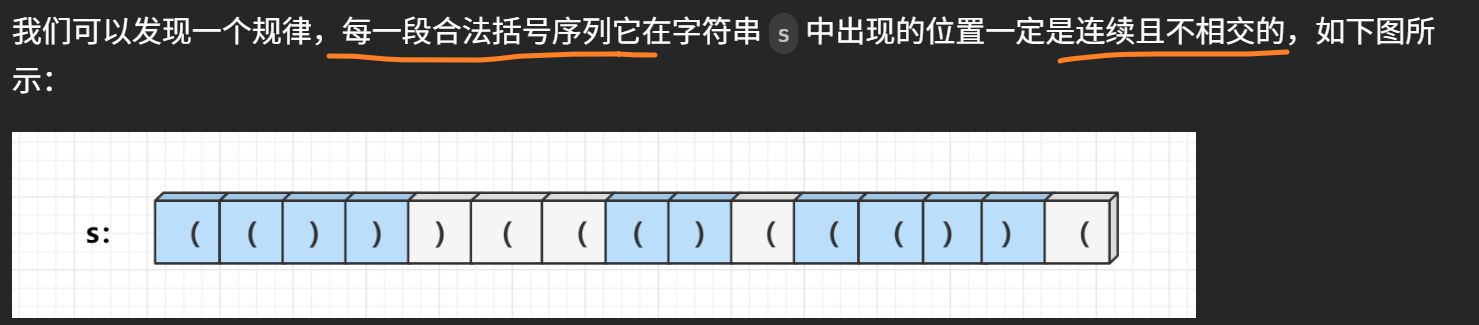 我们可以发现一个规律，每一段合法括号序列它在字符串 s 中出现的位置一定是连续且不相交的，如下图所
示：
s: ( ( ) ) ) ( ( ( ) ( ( ( ) ) (